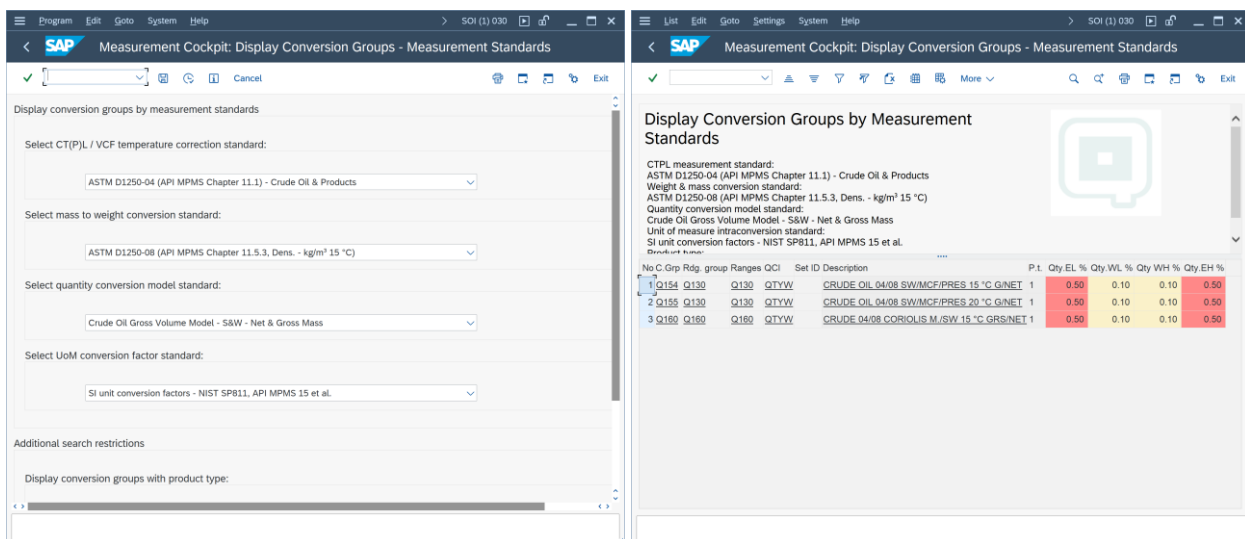 Program Edit Goto System Help
SOI (1) 030
SAP Measurement Cockpit: Display Conversion Groups - Measurement Standards
Cancel
Exit
Display conversion groups by measurement standards
Select CT(P)L / VCF temperature correction standard:
ASTM D1250-04 (API MPMS Chapter 11.1) - Crude Oil & Products
Select mass to weight conversion standard:
ASTM D1250-08 (API MPMS Chapter 11.5.3, Dens. - kg/m³ 15 °C)
Select quantity conversion model standard:
Crude Oil Gross Volume Model - S&W - Net & Gross Mass
Select UoM conversion factor standard:
SI unit conversion factors - NIST SP811, API MPMS 15 et al.
Additional search restrictions
Display conversion groups with product type:
List Edit Goto Settings System Help
SOI (1) 030
SAP Measurement Cockpit: Display Conversion Groups - Measurement Standards
More
Exit
Display Conversion Groups by Measurement
Standards
CTPL measurement standard:
ASTM D1250-04 (API MPMS Chapter 11.1) - Crude Oil & Products
Weight & mass conversion standard:
ASTM D1250-08 (API MPMS Chapter 11.5.3, Dens. - kg/m³ 15 °C)
Quantity conversion model standard:
Crude Oil Gross Volume Model - S&W - Net & Gross Mass
Unit of measure intraconversion standard:
SI unit conversion factors - NIST SP811, API MPMS 15 et al.
Product type:
No C.Grp Rdg. group Ranges QCI Set ID Description P.t. Qty.EL % Qty.WL % Qty WH % Qty.EH %
1 Q154 Q130 Q130 QTYW CRUDE OIL 04/08 SW/MCF/PRES 15 °C G/NET 1 0.50 0.10 0.10 0.50
2 Q155 Q130 Q130 QTYW CRUDE OIL 04/08 SW/MCF/PRES 20 °C G/NET 1 0.50 0.10 0.10 0.50
3 Q160 Q160 Q160 QTYW CRUDE 04/08 CORIOLIS M./SW 15 °C GRS/NET 1 0.50 0.10 0.10 0.50